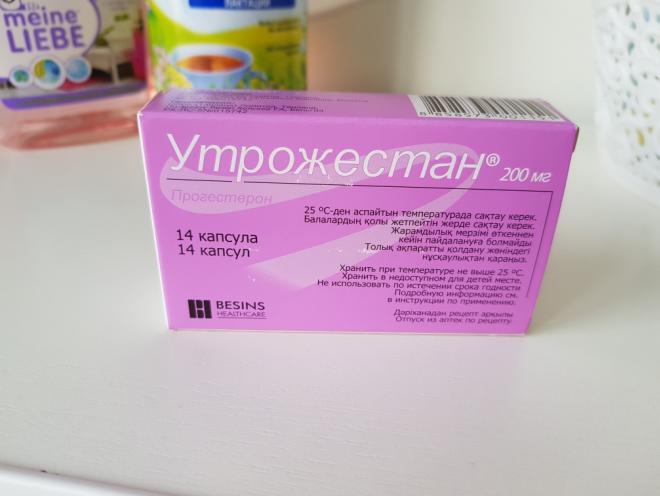 meine
LIEBE
Утрожестан® 200 мг
Прогестерон
14 капсула
14 капсул
25 ºС-ден аспайтын температурада сақтау керек.
Балалардың қолы жетпейтін жерде сақтау керек.
Жарамдылық мерзімі өткеннен
кейін пайдалануға болмайды
Толық ақпаратты қолдану жөніндегі
нұсқаулықтан қараңыз.
Хранить при температуре не выше 25 ºС.
Хранить в недоступном для детей месте.
Не использовать по истечении срока годности
Подробную информацию см.
в инструкции по применению.
Дәріханадан рецепт арқылы
Отпуск из аптек по рецепту
BESINS
HEALTHCARE